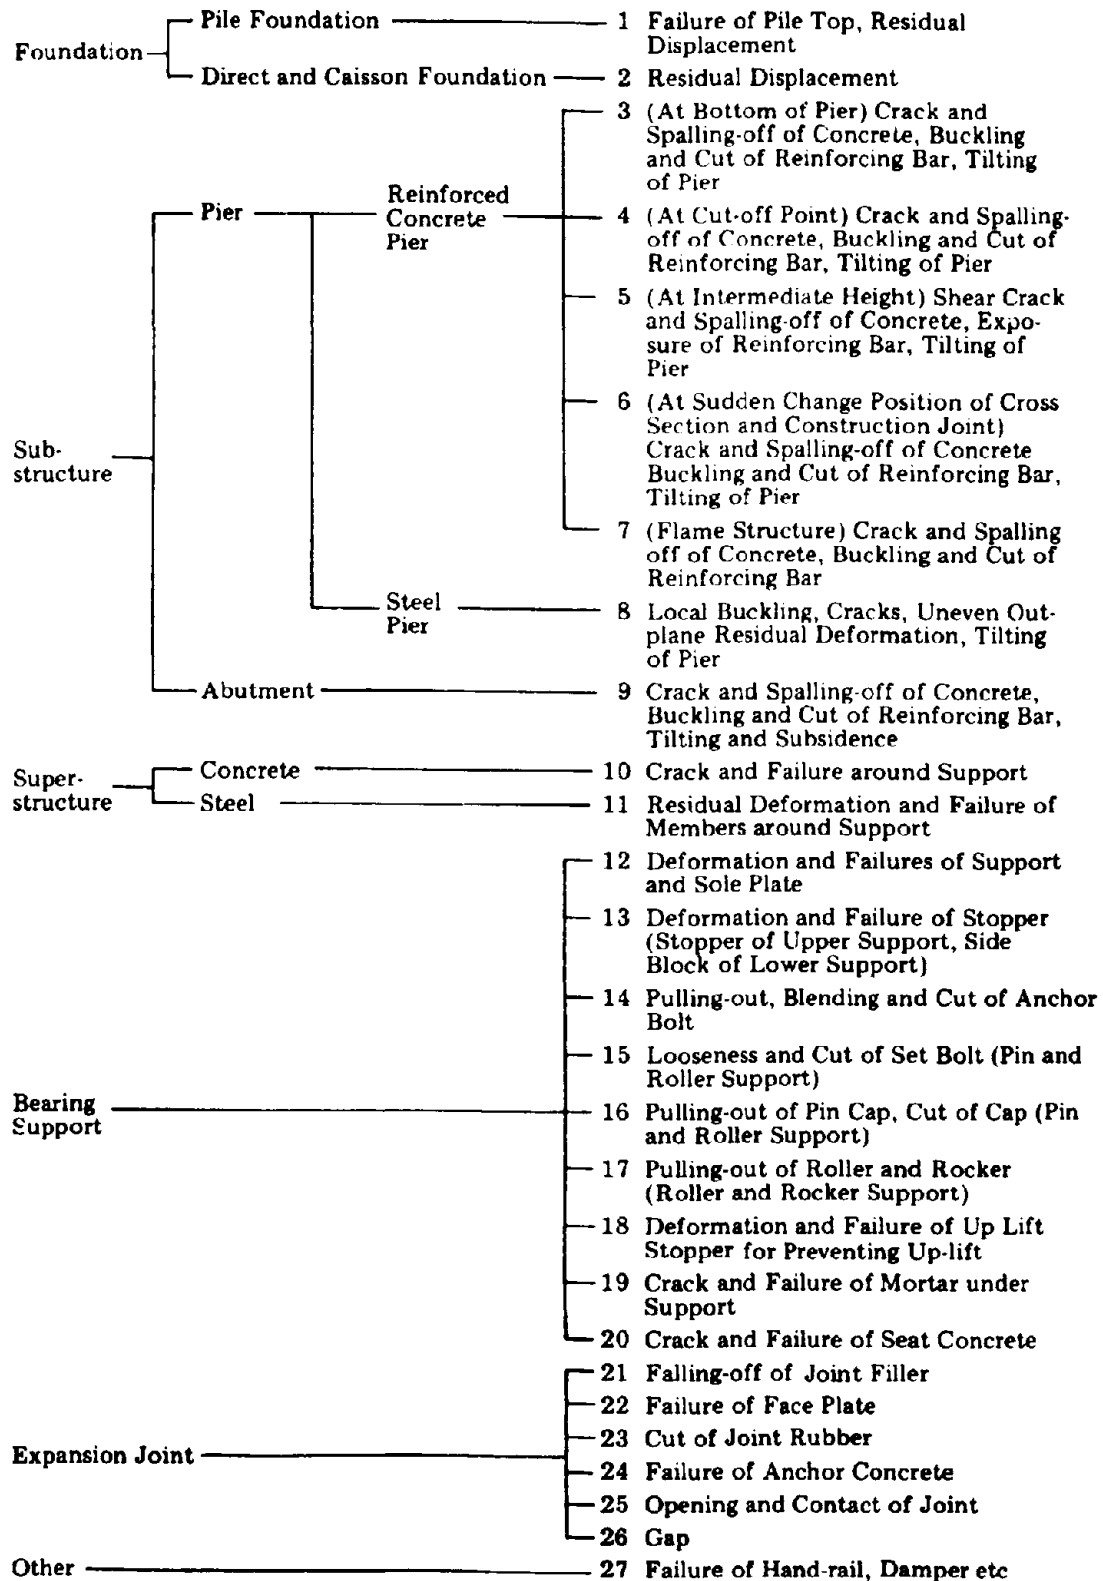 Foundation
Pile Foundation
1 Failure of Pile Top, Residual
Displacement
Direct and Caisson Foundation
2 Residual Displacement
Sub-
structure
Pier
Reinforced
Concrete
Pier
3 (At Bottom of Pier) Crack and
Spalling-off of Concrete, Buckling
and Cut of Reinforcing Bar, Tilting
of Pier
4 (At Cut-off Point) Crack and Spalling-
off of Concrete, Buckling and Cut of
Reinforcing Bar, Tilting of Pier
5 (At Intermediate Height) Shear Crack
and Spalling-off of Concrete, Expo-
sure of Reinforcing Bar, Tilting of
Pier
6 (At Sudden Change Position of Cross
Section and Construction Joint)
Crack and Spalling-off of Concrete
Buckling and Cut of Reinforcing Bar,
Tilting of Pier
7 (Flame Structure) Crack and Spalling
off of Concrete, Buckling and Cut of
Reinforcing Bar
Steel
Pier
8 Local Buckling, Cracks, Uneven Out-
plane Residual Deformation, Tilting
of Pier
Abutment
9 Crack and Spalling-off of Concrete,
Buckling and Cut of Reinforcing Bar,
Tilting and Subsidence
Super-
structure
Concrete
10 Crack and Failure around Support
Steel
11 Residual Deformation and Failure of
Members around Support
Bearing
Support
12 Deformation and Failures of Support
and Sole Plate
13 Deformation and Failure of Stopper
(Stopper of Upper Support, Side
Block of Lower Support)
14 Pulling-out, Blending and Cut of Anchor
Bolt
15 Looseness and Cut of Set Bolt (Pin and
Roller Support)
16 Pulling-out of Pin Cap, Cut of Cap (Pin
and Roller Support)
17 Pulling-out of Roller and Rocker
(Roller and Rocker Support)
18 Deformation and Failure of Up Lift
Stopper for Preventing Up-lift
19 Crack and Failure of Mortar under
Support
20 Crack and Failure of Seat Concrete
Expansion Joint
21 Falling-off of Joint Filler
22 Failure of Face Plate
23 Cut of Joint Rubber
24 Failure of Anchor Concrete
25 Opening and Contact of Joint
26 Gap
Other
27 Failure of Hand-rail, Damper etc